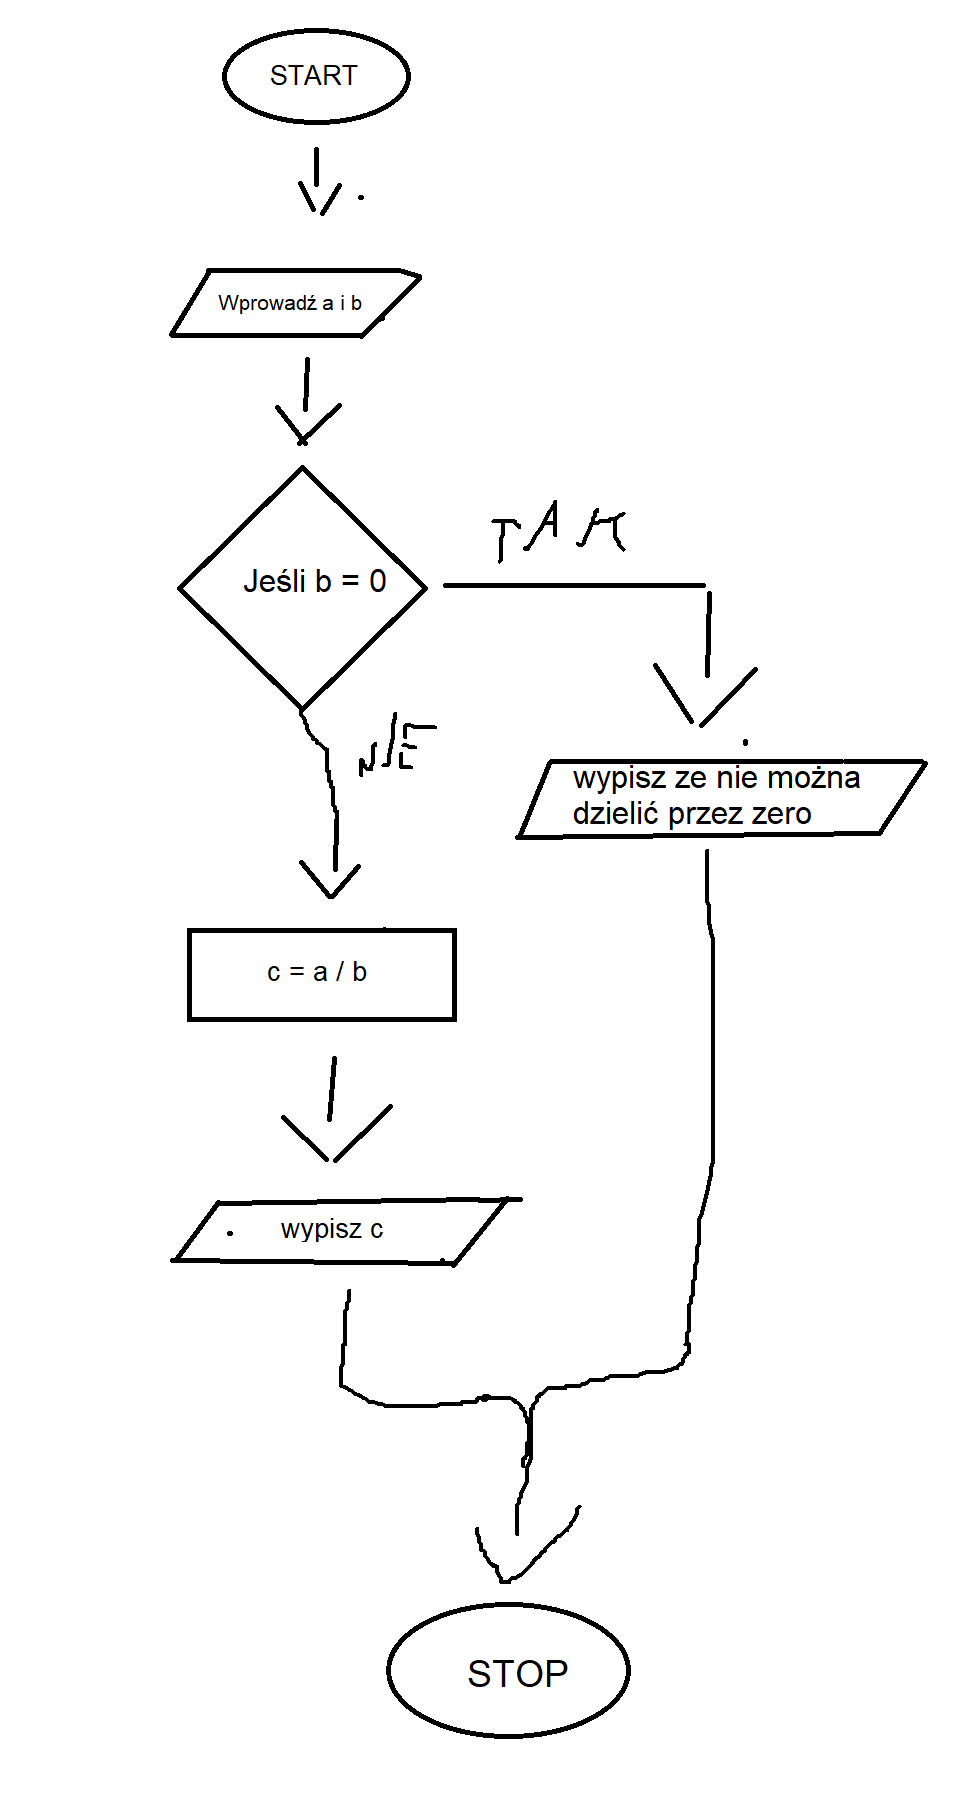 START
Wprowadź a i b
Jeśli b = 0
TAK
NIE
wypisz ze nie można
dzielić przez zero
c = a / b
wypisz c
STOP